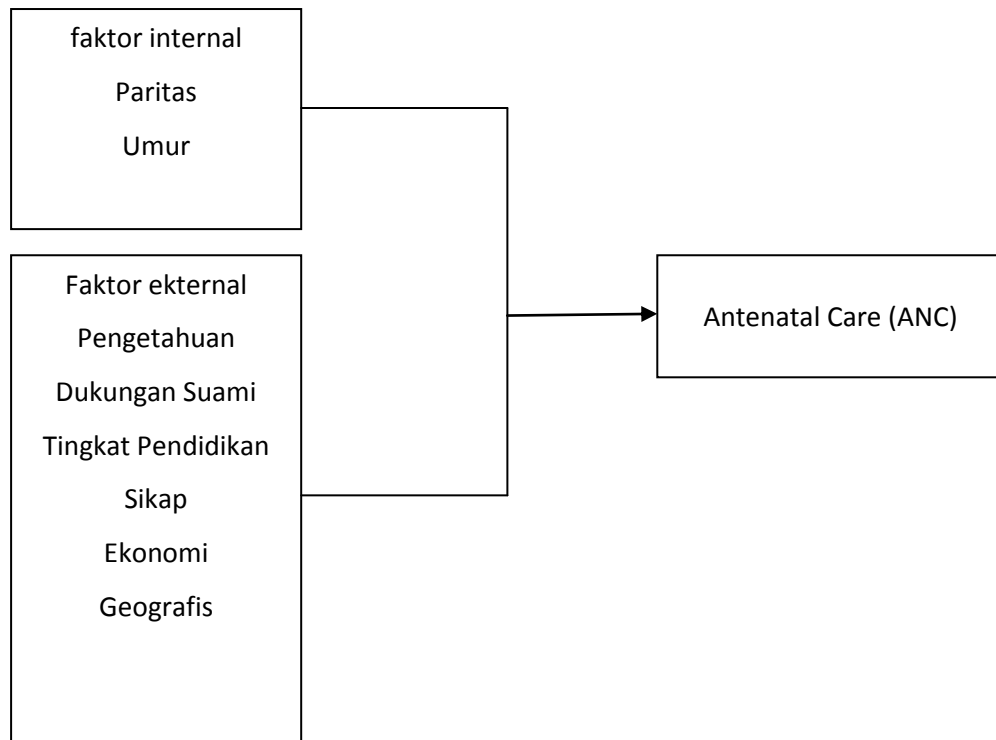 faktor internal
Paritas
Umur
Faktor ekternal
Pengetahuan
Dukungan Suami
Tingkat Pendidikan
Sikap
Ekonomi
Geografis
Antenatal Care (ANC)